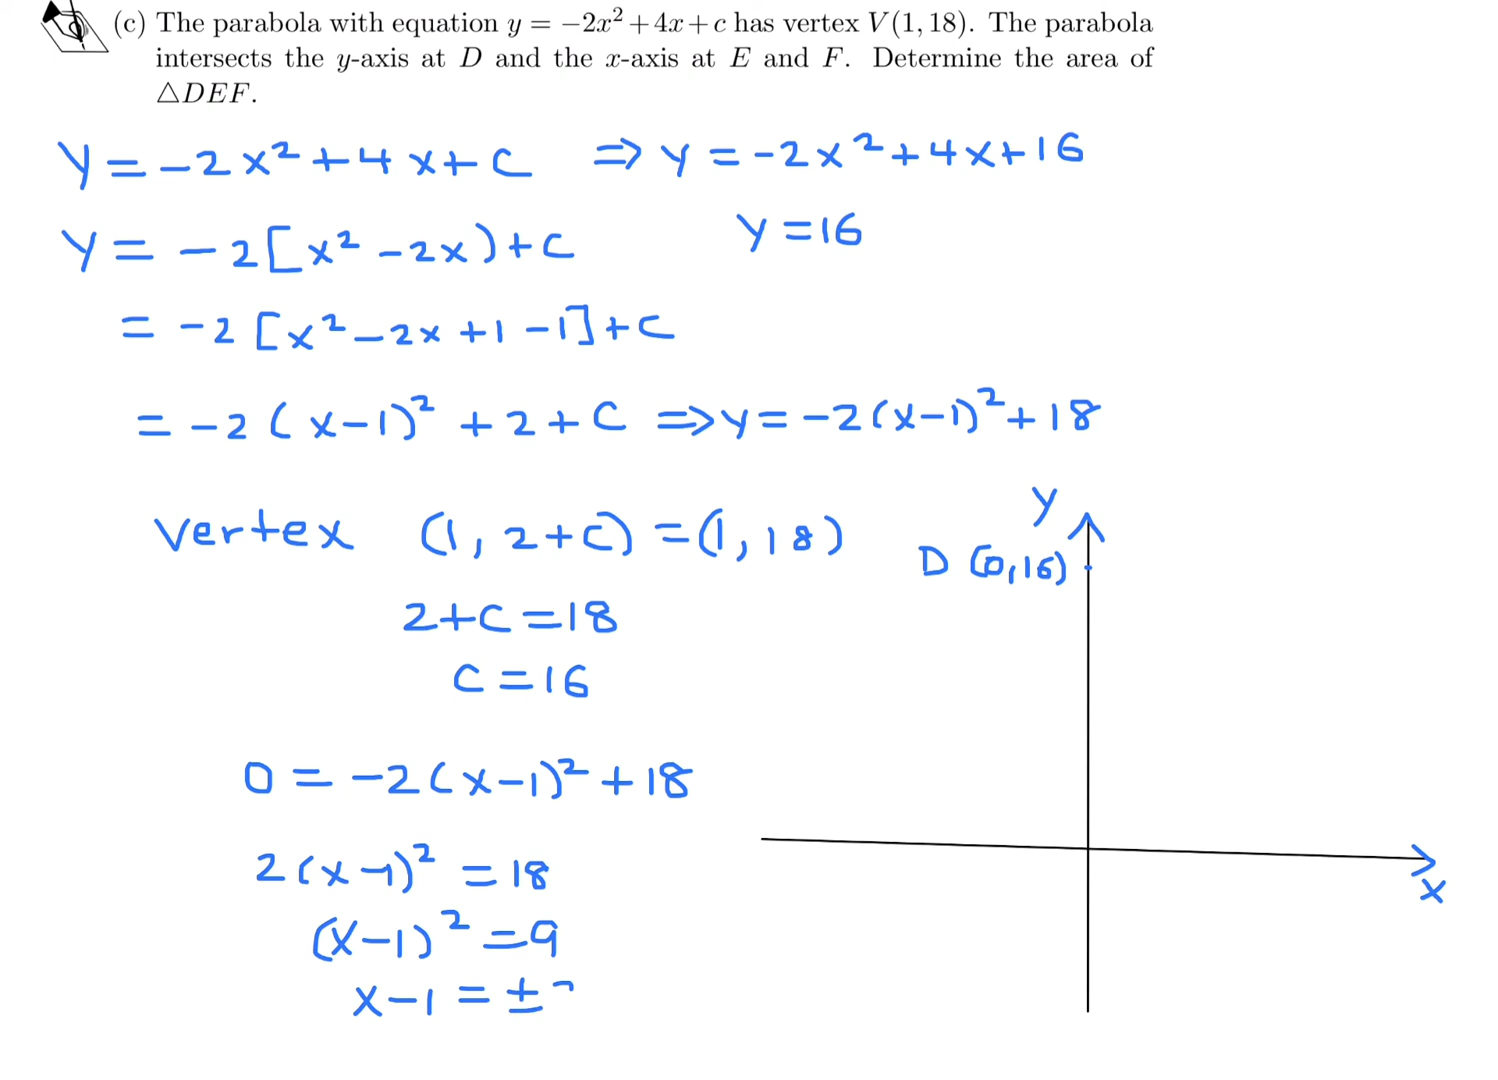 (c) The parabola with equation y = −2x² + 4x + c has vertex V(1, 18). The parabola
intersects the y-axis at D and the x-axis at E and F. Determine the area of
△DEF.
y = -2x² + 4x + c ⇒ y = -2x² + 4x + 16
y = 16
y = -2[x² - 2x) + c
= -2[x² - 2x + 1 - 1] + c
= -2(x-1)² + 2 + c ⇒ y = -2(x-1)² + 18
vertex (1, 2+c) = (1, 18)
2+c = 18
c = 16
y
D (0,16)
0 = -2(x-1)² + 18
2(x-1)² = 18
(x-1)² = 9
x-1 = ±
x